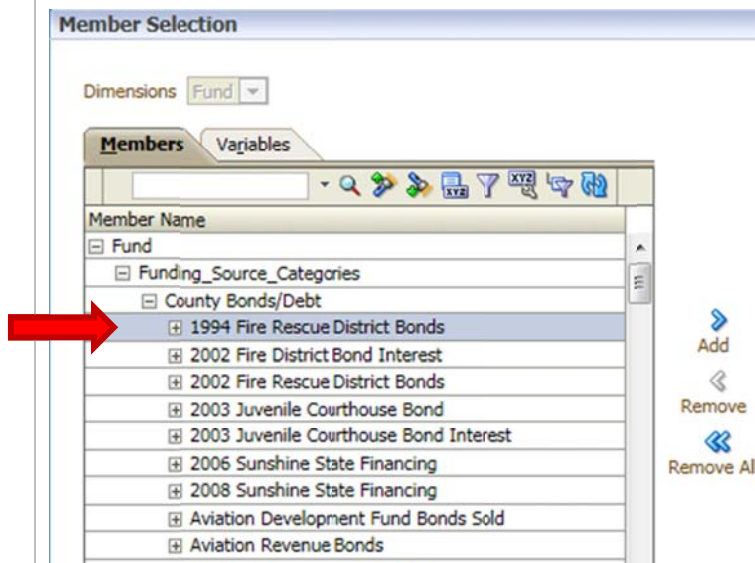 Member Selection
Dimensions Fund
Members Variables
XYZ XYZ
Member Name
Fund
Funding_Source_Categories
County Bonds/Debt
1994 Fire Rescue District Bonds
2002 Fire District Bond Interest
2002 Fire Rescue District Bonds
2003 Juvenile Courthouse Bond
2003 Juvenile Courthouse Bond Interest
2006 Sunshine State Financing
2008 Sunshine State Financing
Aviation Development Fund Bonds Sold
Aviation Revenue Bonds
Add
Remove
Remove Al